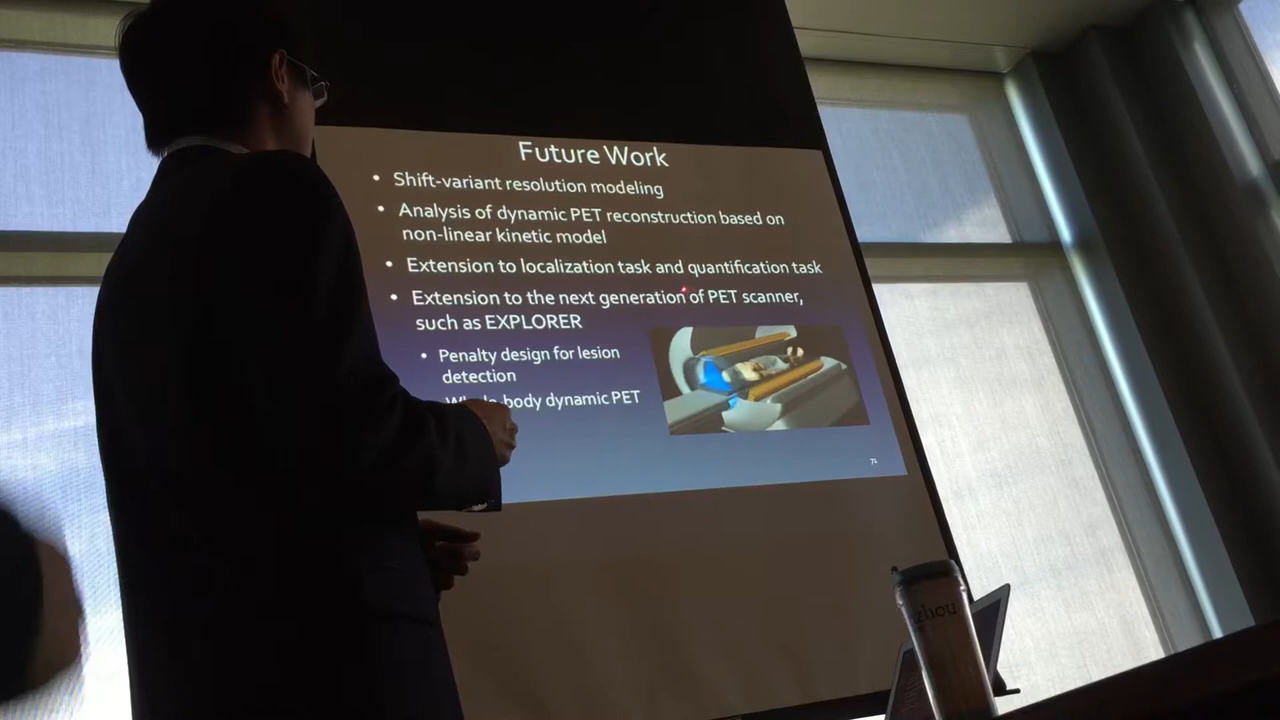 Future Work
• Shift-variant resolution modeling
• Analysis of dynamic PET reconstruction based on
non-linear kinetic model
• Extension to localization task and quantification task
• Extension to the next generation of PET scanner,
such as EXPLORER
• Penalty design for lesion
detection
Whole-body dynamic PET
zhou